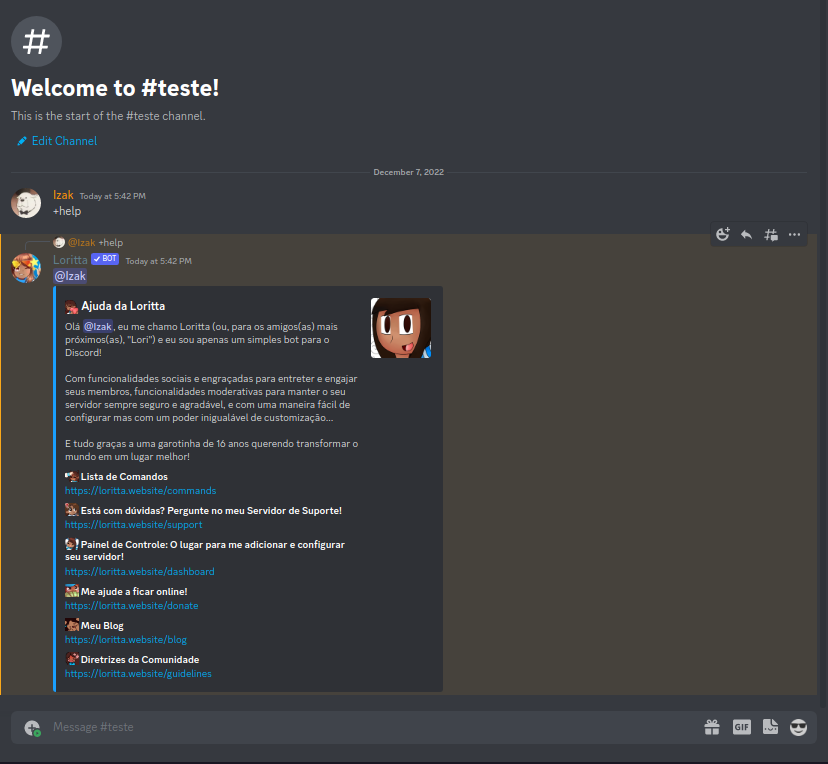 Welcome to #teste!
This is the start of the #teste channel.
Edit Channel
December 7, 2022
Izak Today at 5:42 PM
+help
@Izak +help
Loritta BOT Today at 5:42 PM
@Izak
Ajuda da Loritta
Olá @Izak, eu me chamo Loritta (ou, para os amigos(as) mais
próximos(as), "Lori") e eu sou apenas um simples bot para o
Discord!
Com funcionalidades sociais e engraçadas para entreter e engajar
seus membros, funcionalidades moderativas para manter o seu
servidor sempre seguro e agradável, e com uma maneira fácil de
configurar mas com um poder inigualável de customização...
E tudo graças a uma garotinha de 16 anos querendo transformar o
mundo em um lugar melhor!
Lista de Comandos
https://loritta.website/commands
Está com dúvidas? Pergunte no meu Servidor de Suporte!
https://loritta.website/support
Painel de Controle: O lugar para me adicionar e configurar
seu servidor!
https://loritta.website/dashboard
Me ajude a ficar online!
https://loritta.website/donate
Meu Blog
https://loritta.website/blog
Diretrizes da Comunidade
https://loritta.website/guidelines
Message #teste
GIF